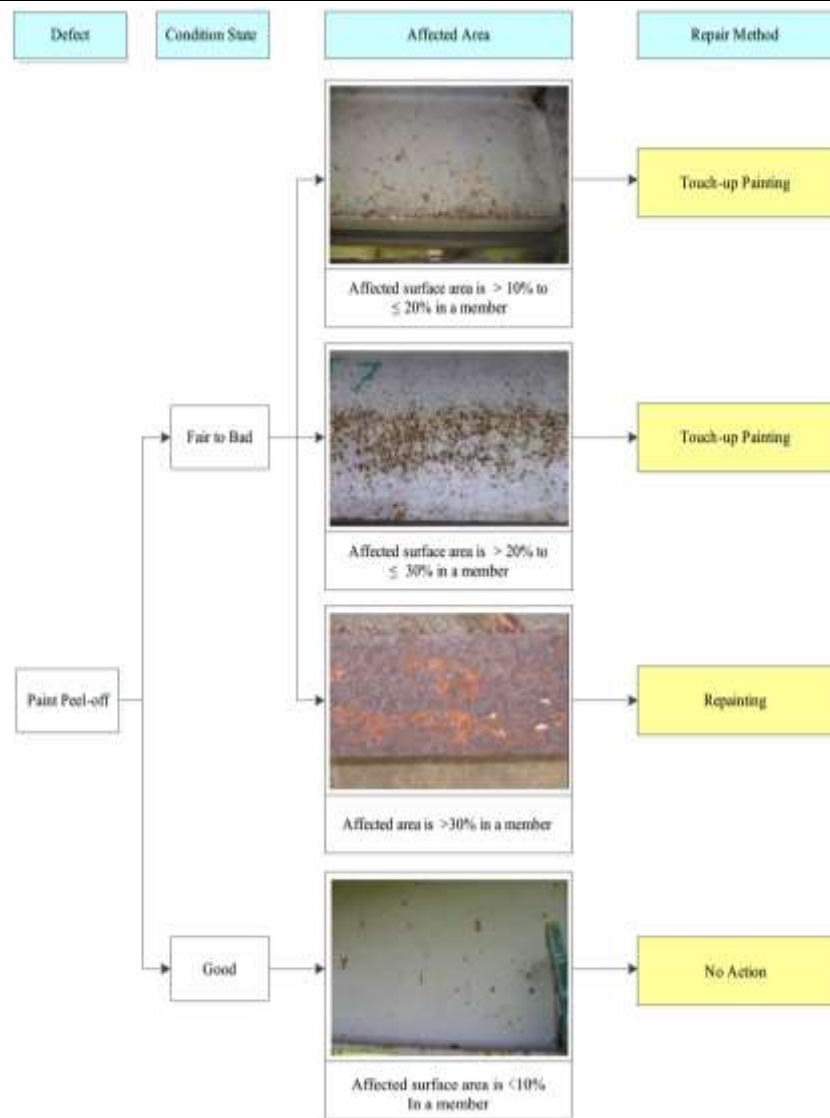 Defect
Condition State
Affected Area
Repair Method
Touch-up Painting
Affected surface area is > 10% to
≤ 20% in a member
Fair to Bad
7
Touch-up Painting
Affected surface area is > 20% to
≤ 30% in a member
Paint Peel-off
Repainting
Affected area is >30% in a member
Good
No Action
Affected surface area is <10%
In a member